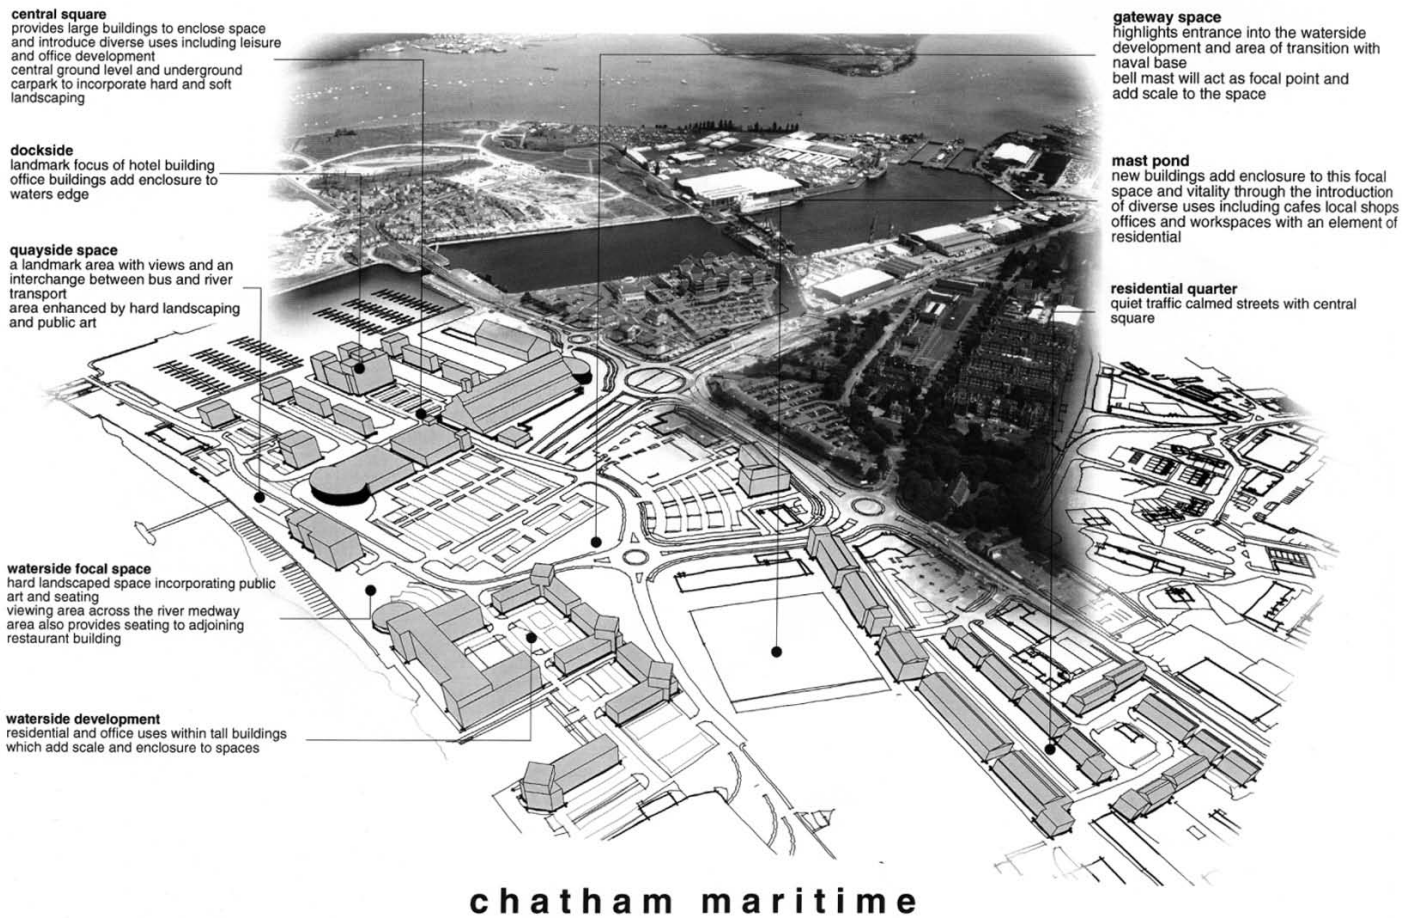 central square
provides large buildings to enclose space
and introduce diverse uses including leisure
and office development
central ground level and underground
carpark to incorporate hard and soft
landscaping
dockside
landmark focus of hotel building
office buildings add enclosure to
waters edge
quayside space
a landmark area with views and an
interchange between bus and river
transport
area enhanced by hard landscaping
and public art
waterside focal space
hard landscaped space incorporating public
art and seating
viewing area across the river medway
area also provides seating to adjoining
restaurant building
waterside development
residential and office uses within tall buildings
which add scale and enclosure to spaces
gateway space
highlights entrance into the waterside
development and area of transition with
naval base
bell mast will act as focal point and
add scale to the space
mast pond
new buildings add enclosure to this focal
space and vitality through the introduction
of diverse uses including cafes local shops
offices and workspaces with an element of
residential
residential quarter
quiet traffic calmed streets with central
square
chatham maritime